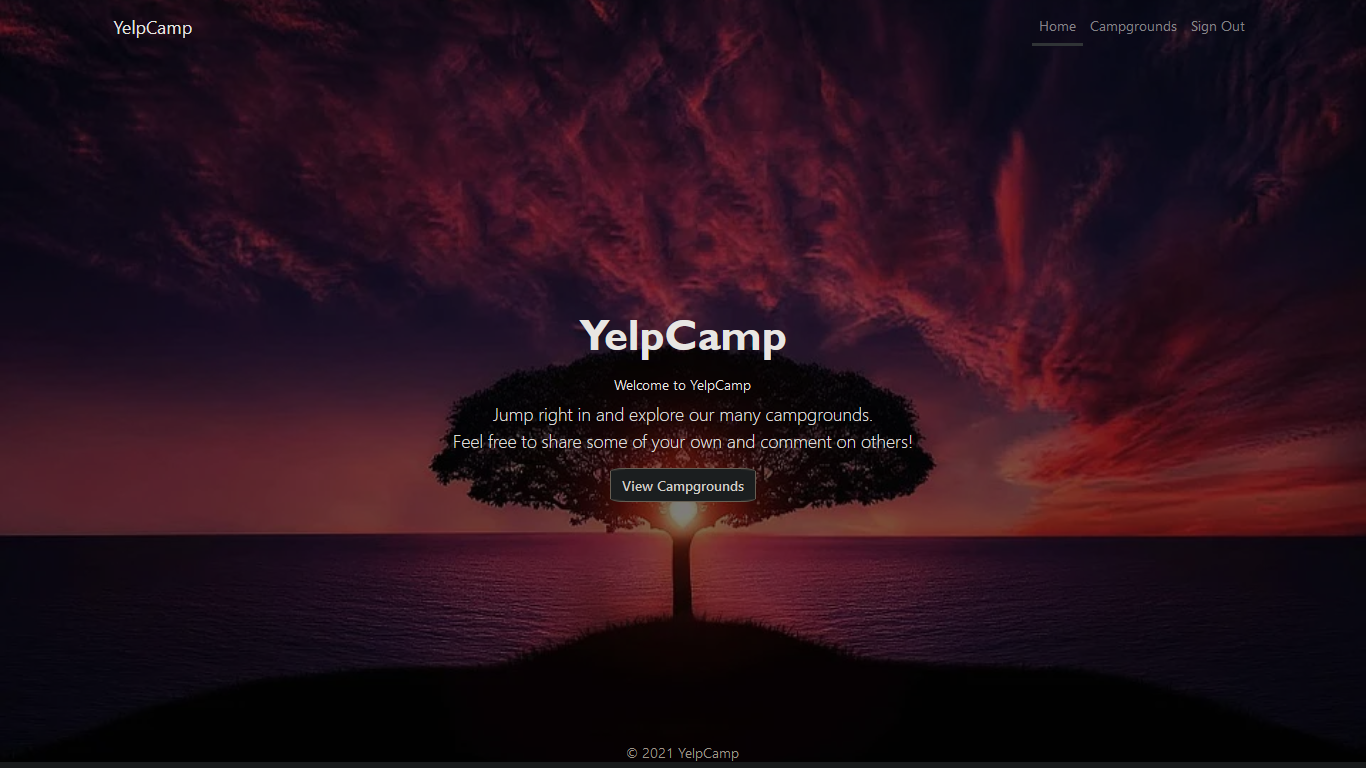 YelpCamp
Home Campgrounds Sign Out
YelpCamp
Welcome to YelpCamp
Jump right in and explore our many campgrounds.
Feel free to share some of your own and comment on others!
View Campgrounds
© 2021 YelpCamp